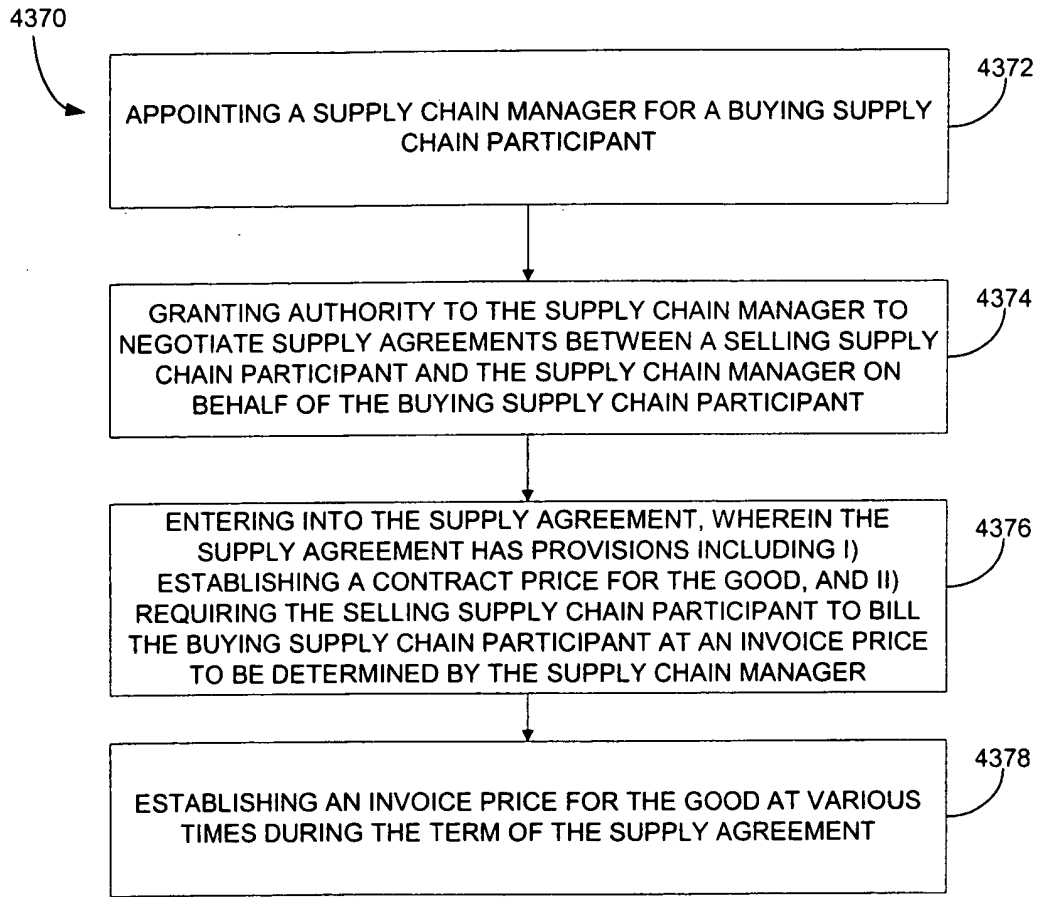 4370
4372
APPOINTING A SUPPLY CHAIN MANAGER FOR A BUYING SUPPLY
CHAIN PARTICIPANT
4374
GRANTING AUTHORITY TO THE SUPPLY CHAIN MANAGER TO
NEGOTIATE SUPPLY AGREEMENTS BETWEEN A SELLING SUPPLY
CHAIN PARTICIPANT AND THE SUPPLY CHAIN MANAGER ON
BEHALF OF THE BUYING SUPPLY CHAIN PARTICIPANT
4376
ENTERING INTO THE SUPPLY AGREEMENT, WHEREIN THE
SUPPLY AGREEMENT HAS PROVISIONS INCLUDING I)
ESTABLISHING A CONTRACT PRICE FOR THE GOOD, AND II)
REQUIRING THE SELLING SUPPLY CHAIN PARTICIPANT TO BILL
THE BUYING SUPPLY CHAIN PARTICIPANT AT AN INVOICE PRICE
TO BE DETERMINED BY THE SUPPLY CHAIN MANAGER
4378
ESTABLISHING AN INVOICE PRICE FOR THE GOOD AT VARIOUS
TIMES DURING THE TERM OF THE SUPPLY AGREEMENT